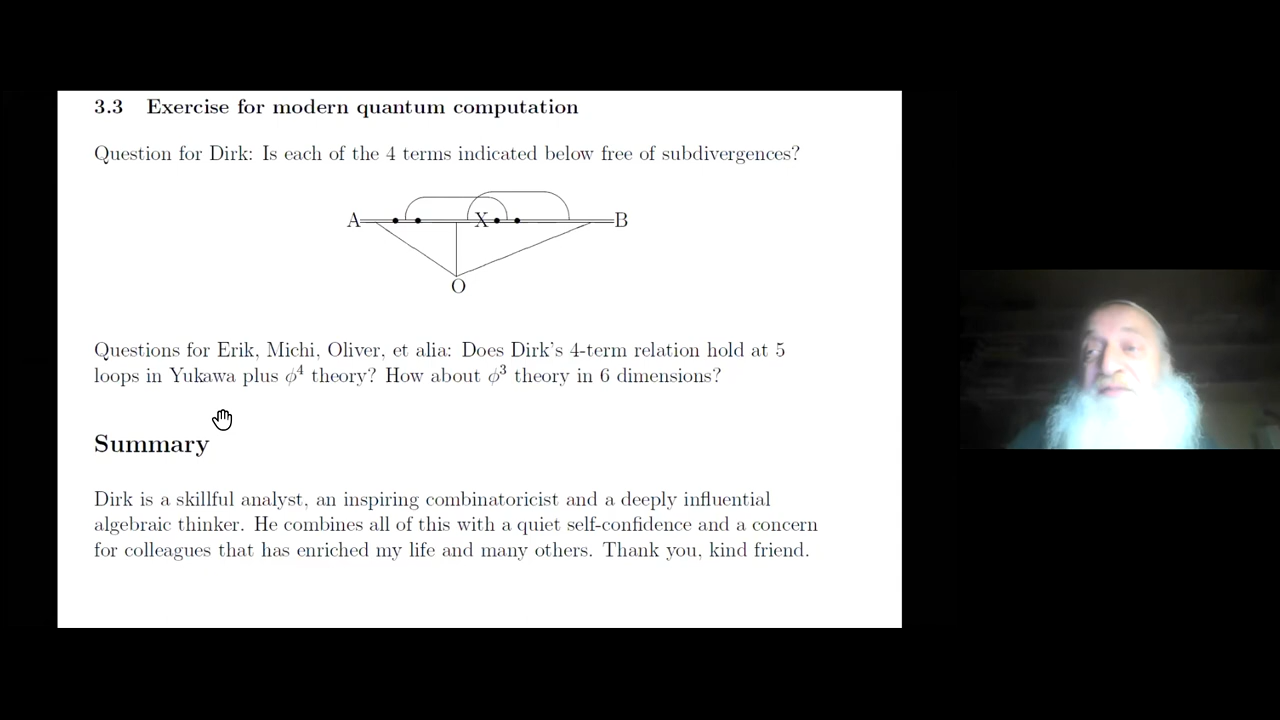 3.3 Exercise for modern quantum computation
Question for Dirk: Is each of the 4 terms indicated below free of subdivergences?
A X B
O
Questions for Erik, Michi, Oliver, et alia: Does Dirk's 4-term relation hold at 5
loops in Yukawa plus ϕ⁴ theory? How about ϕ³ theory in 6 dimensions?
Summary
Dirk is a skillful analyst, an inspiring combinatoricist and a deeply influential
algebraic thinker. He combines all of this with a quiet self-confidence and a concern
for colleagues that has enriched my life and many others. Thank you, kind friend.